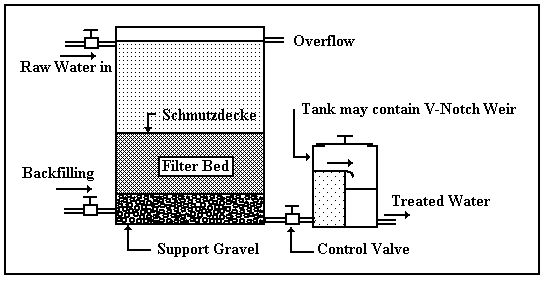 Overflow
Raw Water in
Schmutzdecke
Tank may contain V-Notch Weir
Filter Bed
Backfilling
Treated Water
Support Gravel
Control Valve